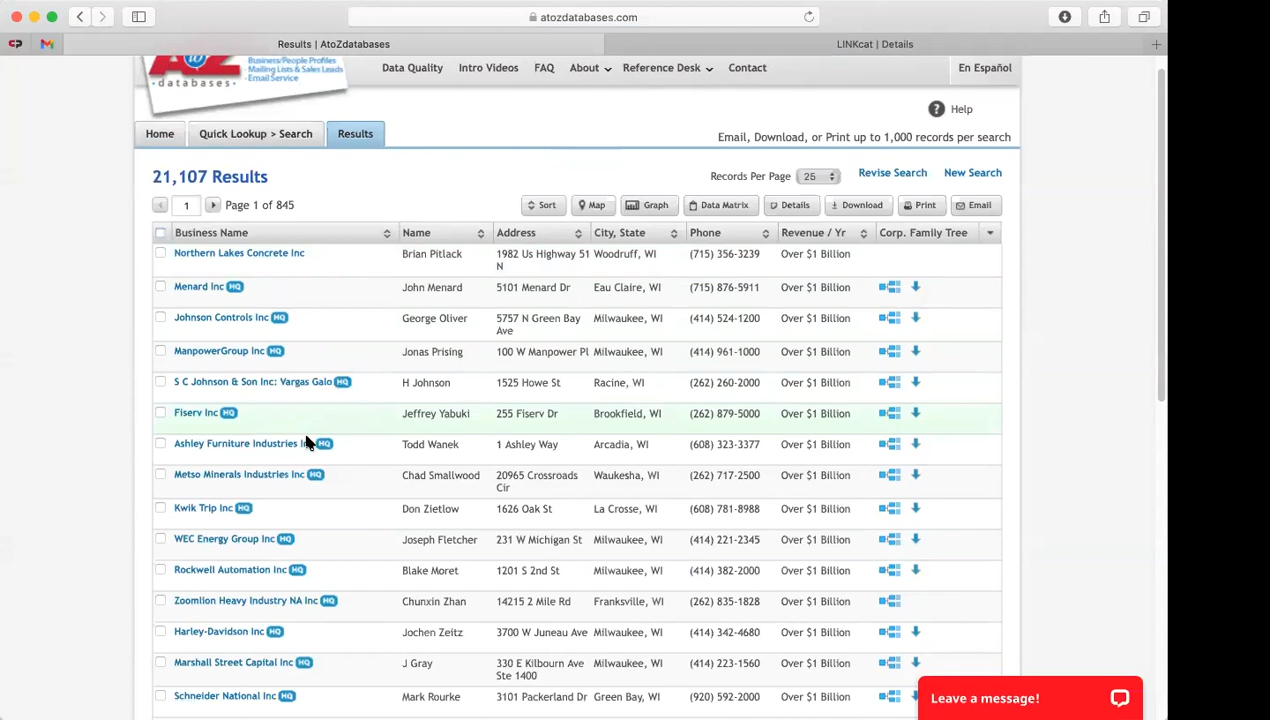 atozdatabases.com
Results | AtoZdatabases
LINKcat | Details
databases
Business/People Profiles
Mailing Lists & Sales Leads
Email Service
Data Quality
Intro Videos
FAQ
About
Reference Desk
Contact
En Español
Help
Home
Quick Lookup > Search
Results
Email, Download, or Print up to 1,000 records per search
21,107 Results
Records Per Page 25
Revise Search
New Search
1 Page 1 of 845
Sort
Map
Graph
Data Matrix
Details
Download
Print
Email
Business Name Name Address City, State Phone Revenue / Yr Corp. Family Tree
Northern Lakes Concrete Inc Brian Pitlack 1982 Us Highway 51 Woodruff, WI (715) 356-3239 Over $1 Billion
N
Menard Inc HQ John Menard 5101 Menard Dr Eau Claire, WI (715) 876-5911 Over $1 Billion
Johnson Controls Inc HQ George Oliver 5757 N Green Bay Milwaukee, WI (414) 524-1200 Over $1 Billion
Ave
ManpowerGroup Inc HQ Jonas Prising 100 W Manpower Pl Milwaukee, WI (414) 961-1000 Over $1 Billion
S C Johnson & Son Inc: Vargas Galo HQ H Johnson 1525 Howe St Racine, WI (262) 260-2000 Over $1 Billion
Fiserv Inc HQ Jeffrey Yabuki 255 Fiserv Dr Brookfield, WI (262) 879-5000 Over $1 Billion
Ashley Furniture Industries HQ Todd Wanek 1 Ashley Way Arcadia, WI (608) 323-3377 Over $1 Billion
Metso Minerals Industries Inc HQ Chad Smallwood 20965 Crossroads Waukesha, WI (262) 717-2500 Over $1 Billion
Cir
Kwik Trip Inc HQ Don Zietlow 1626 Oak St La Crosse, WI (608) 781-8988 Over $1 Billion
WEC Energy Group Inc HQ Joseph Fletcher 231 W Michigan St Milwaukee, WI (414) 221-2345 Over $1 Billion
Rockwell Automation Inc HQ Blake Moret 1201 S 2nd St Milwaukee, WI (414) 382-2000 Over $1 Billion
Zoomlion Heavy Industry NA Inc HQ Chunxin Zhan 14215 2 Mile Rd Franksville, WI (262) 835-1828 Over $1 Billion
Harley-Davidson Inc HQ Jochen Zeitz 3700 W Juneau Ave Milwaukee, WI (414) 342-4680 Over $1 Billion
Marshall Street Capital Inc HQ J Gray 330 E Kilbourn Ave Milwaukee, WI (414) 223-1560 Over $1 Billion
Ste 1400
Schneider National Inc HQ Mark Rourke 3101 Packerland Dr Green Bay, WI (920) 592-2000 Over $1 Billion
Leave a message!